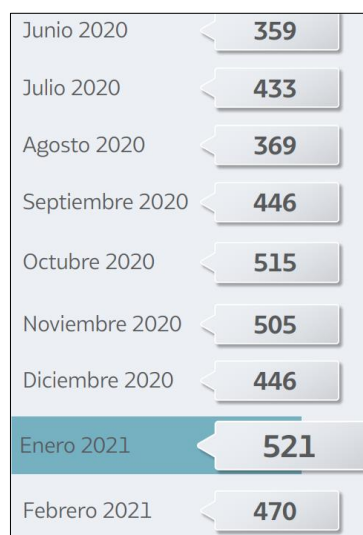 Junio 2020 359
Julio 2020 433
Agosto 2020 369
Septiembre 2020 446
Octubre 2020 515
Noviembre 2020 505
Diciembre 2020 446
Enero 2021 521
Febrero 2021 470